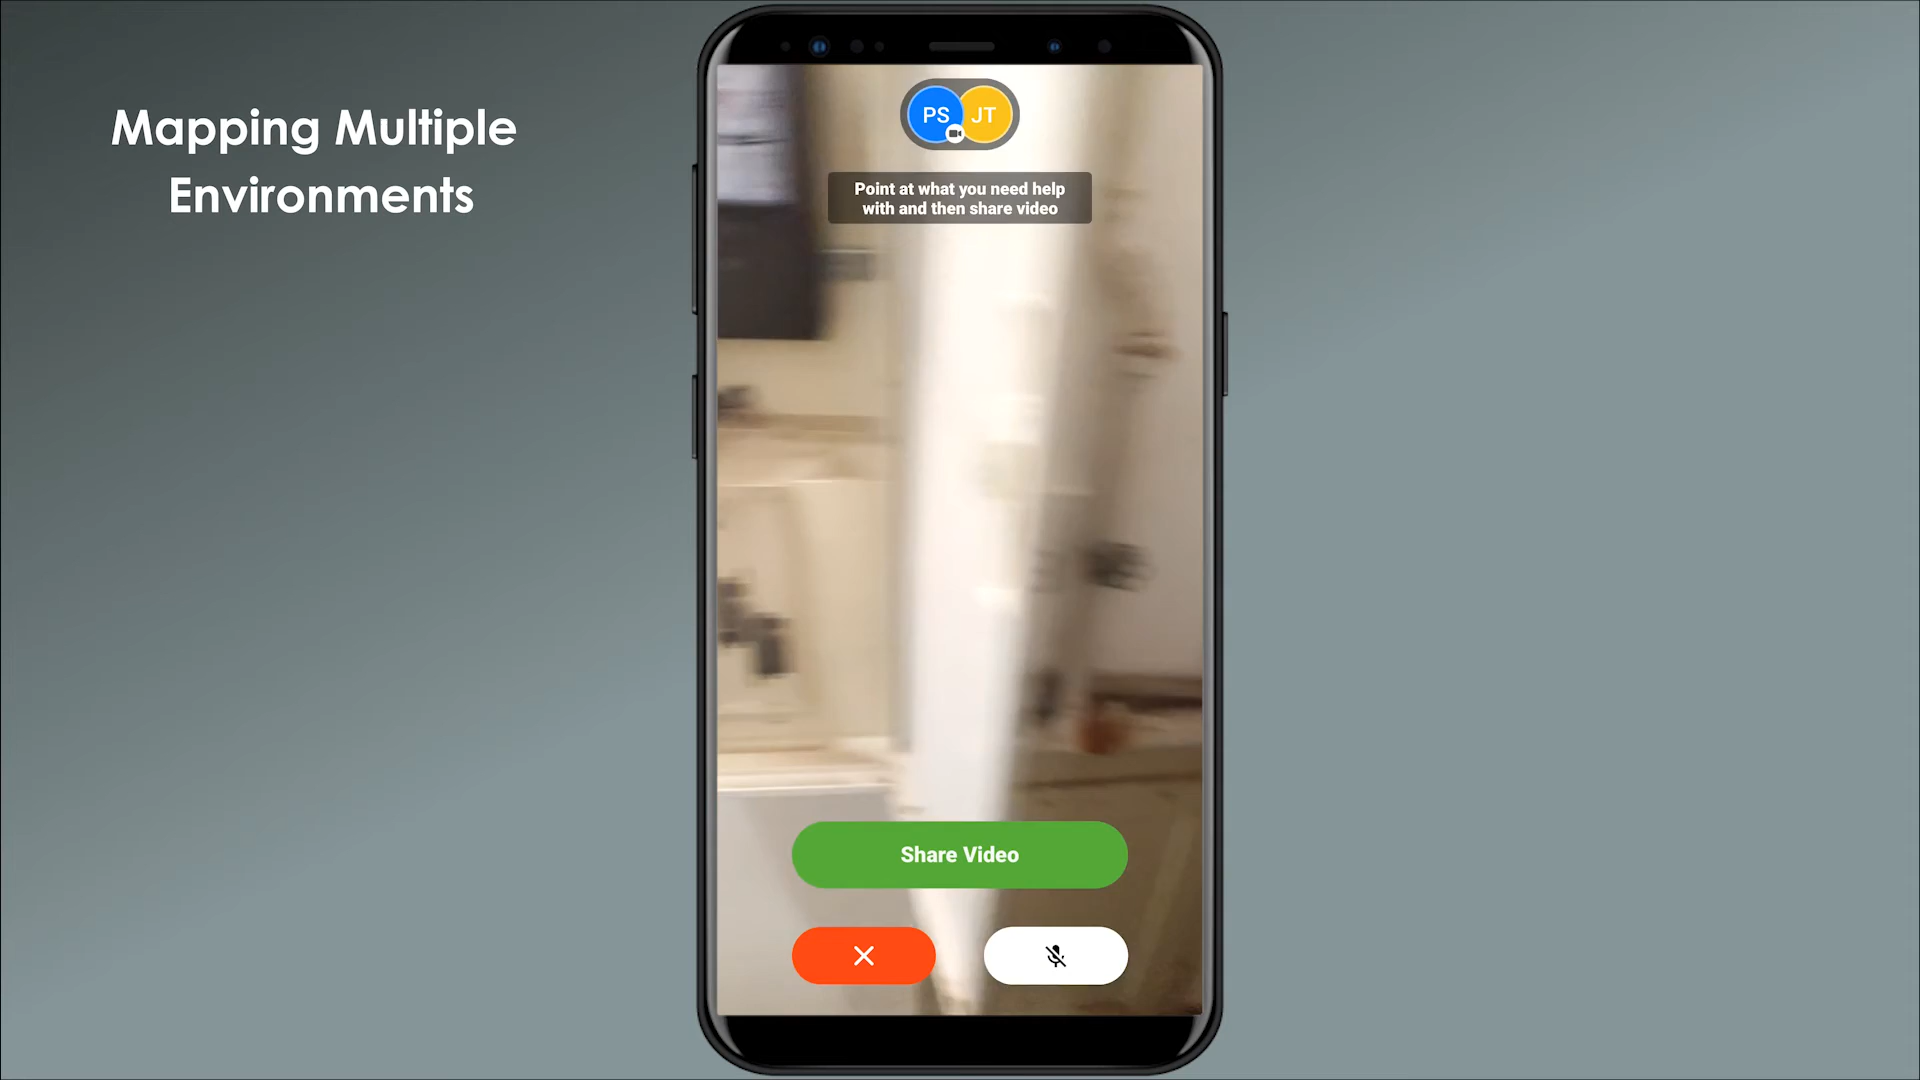 Mapping Multiple
Environments
PS JT
Point at what you need help
with and then share video
Share Video